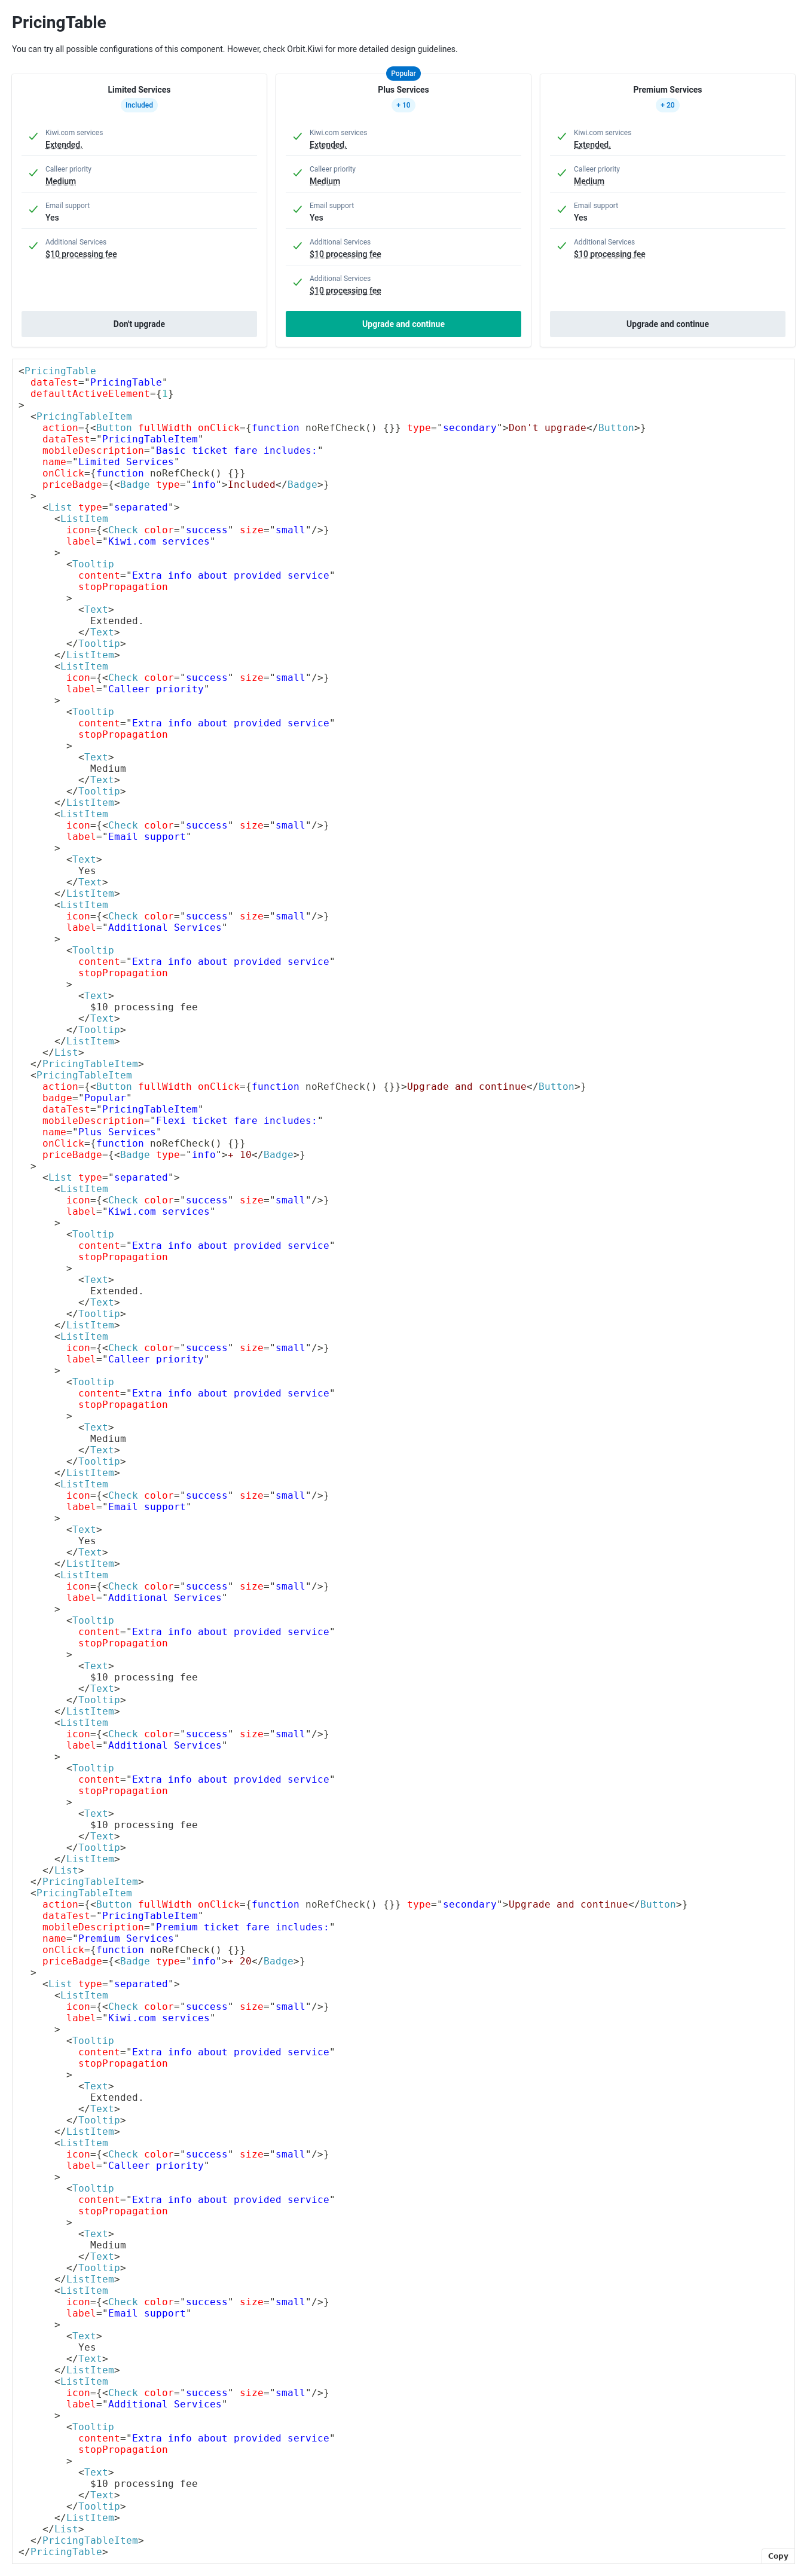 PricingTable
You can try all possible configurations of this component. However, check Orbit.Kiwi for more detailed design guidelines.
Popular
Limited Services
Included
Kiwi.com services
Extended.
Calleer priority
Medium
Email support
Yes
Additional Services
$10 processing fee
Don't upgrade
Plus Services
+ 10
Kiwi.com services
Extended.
Calleer priority
Medium
Email support
Yes
Additional Services
$10 processing fee
Additional Services
$10 processing fee
Upgrade and continue
Premium Services
+ 20
Kiwi.com services
Extended.
Calleer priority
Medium
Email support
Yes
Additional Services
$10 processing fee
Upgrade and continue
<PricingTable
  dataTest="PricingTable"
  defaultActiveElement={1}
>
  <PricingTableItem
    action={<Button fullWidth onClick={function noRefCheck() {}} type="secondary">Don't upgrade</Button>}
    dataTest="PricingTableItem"
    mobileDescription="Basic ticket fare includes:"
    name="Limited Services"
    onClick={function noRefCheck() {}}
    priceBadge={<Badge type="info">Included</Badge>}
  >
    <List type="separated">
      <ListItem
        icon={<Check color="success" size="small"/>}
        label="Kiwi.com services"
      >
        <Tooltip
          content="Extra info about provided service"
          stopPropagation
        >
          <Text>
            Extended.
          </Text>
        </Tooltip>
      </ListItem>
      <ListItem
        icon={<Check color="success" size="small"/>}
        label="Calleer priority"
      >
        <Tooltip
          content="Extra info about provided service"
          stopPropagation
        >
          <Text>
            Medium
          </Text>
        </Tooltip>
      </ListItem>
      <ListItem
        icon={<Check color="success" size="small"/>}
        label="Email support"
      >
        <Text>
          Yes
        </Text>
      </ListItem>
      <ListItem
        icon={<Check color="success" size="small"/>}
        label="Additional Services"
      >
        <Tooltip
          content="Extra info about provided service"
          stopPropagation
        >
          <Text>
            $10 processing fee
          </Text>
        </Tooltip>
      </ListItem>
    </List>
  </PricingTableItem>
  <PricingTableItem
    action={<Button fullWidth onClick={function noRefCheck() {}}>Upgrade and continue</Button>}
    badge="Popular"
    dataTest="PricingTableItem"
    mobileDescription="Flexi ticket fare includes:"
    name="Plus Services"
    onClick={function noRefCheck() {}}
    priceBadge={<Badge type="info">+ 10</Badge>}
  >
    <List type="separated">
      <ListItem
        icon={<Check color="success" size="small"/>}
        label="Kiwi.com services"
      >
        <Tooltip
          content="Extra info about provided service"
          stopPropagation
        >
          <Text>
            Extended.
          </Text>
        </Tooltip>
      </ListItem>
      <ListItem
        icon={<Check color="success" size="small"/>}
        label="Calleer priority"
      >
        <Tooltip
          content="Extra info about provided service"
          stopPropagation
        >
          <Text>
            Medium
          </Text>
        </Tooltip>
      </ListItem>
      <ListItem
        icon={<Check color="success" size="small"/>}
        label="Email support"
      >
        <Text>
          Yes
        </Text>
      </ListItem>
      <ListItem
        icon={<Check color="success" size="small"/>}
        label="Additional Services"
      >
        <Tooltip
          content="Extra info about provided service"
          stopPropagation
        >
          <Text>
            $10 processing fee
          </Text>
        </Tooltip>
      </ListItem>
      <ListItem
        icon={<Check color="success" size="small"/>}
        label="Additional Services"
      >
        <Tooltip
          content="Extra info about provided service"
          stopPropagation
        >
          <Text>
            $10 processing fee
          </Text>
        </Tooltip>
      </ListItem>
    </List>
  </PricingTableItem>
  <PricingTableItem
    action={<Button fullWidth onClick={function noRefCheck() {}} type="secondary">Upgrade and continue</Button>}
    dataTest="PricingTableItem"
    mobileDescription="Premium ticket fare includes:"
    name="Premium Services"
    onClick={function noRefCheck() {}}
    priceBadge={<Badge type="info">+ 20</Badge>}
  >
    <List type="separated">
      <ListItem
        icon={<Check color="success" size="small"/>}
        label="Kiwi.com services"
      >
        <Tooltip
          content="Extra info about provided service"
          stopPropagation
        >
          <Text>
            Extended.
          </Text>
        </Tooltip>
      </ListItem>
      <ListItem
        icon={<Check color="success" size="small"/>}
        label="Calleer priority"
      >
        <Tooltip
          content="Extra info about provided service"
          stopPropagation
        >
          <Text>
            Medium
          </Text>
        </Tooltip>
      </ListItem>
      <ListItem
        icon={<Check color="success" size="small"/>}
        label="Email support"
      >
        <Text>
          Yes
        </Text>
      </ListItem>
      <ListItem
        icon={<Check color="success" size="small"/>}
        label="Additional Services"
      >
        <Tooltip
          content="Extra info about provided service"
          stopPropagation
        >
          <Text>
            $10 processing fee
          </Text>
        </Tooltip>
      </ListItem>
    </List>
  </PricingTableItem>
</PricingTable>
Copy